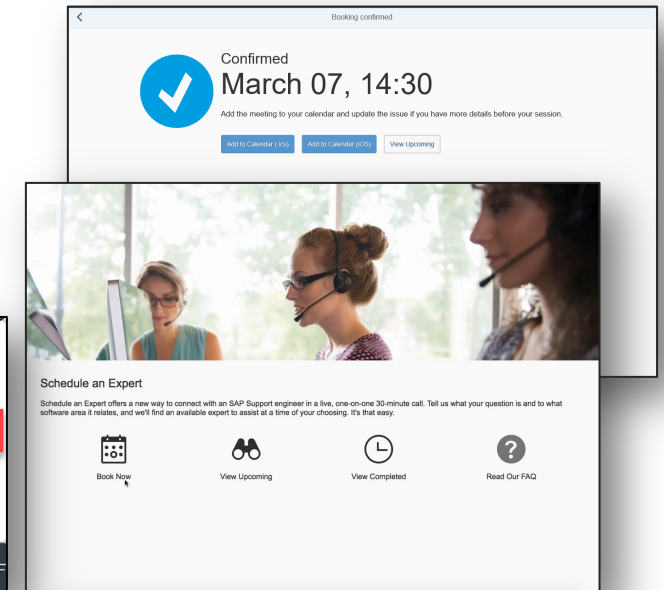 Booking confirmed
Confirmed
March 07, 14:30
Add the meeting to your calendar and update the issue if you have more details before your session.
Add to Calendar (.ics)
Add to Calendar (iOS)
View Upcoming
Schedule an Expert
Schedule an Expert offers a new way to connect with an SAP Support engineer in a live, one-on-one 30-minute call. Tell us what your question is and to what
software area it relates, and we'll find an available expert to assist at a time of your choosing. It's that easy.
Book Now
View Upcoming
View Completed
Read Our FAQ